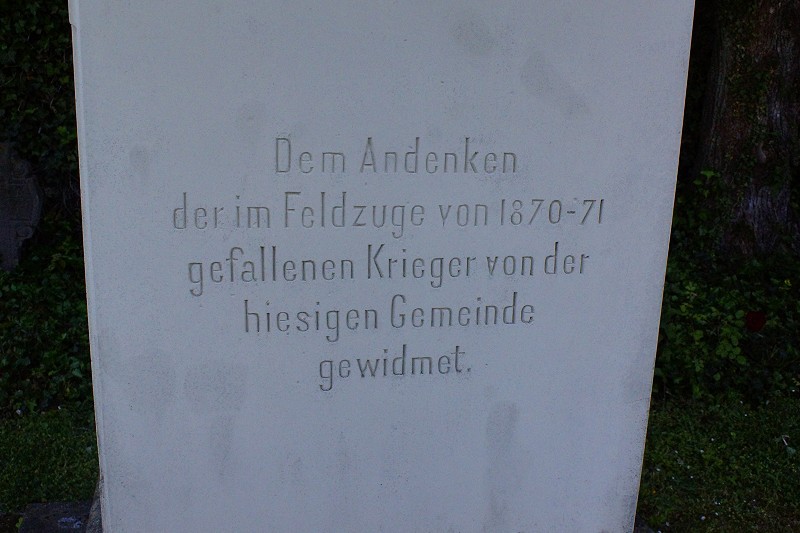 Dem Andenken
der im Feldzuge von 1870-71
gefallenen Krieger von der
hiesigen Gemeinde
gewidmet.